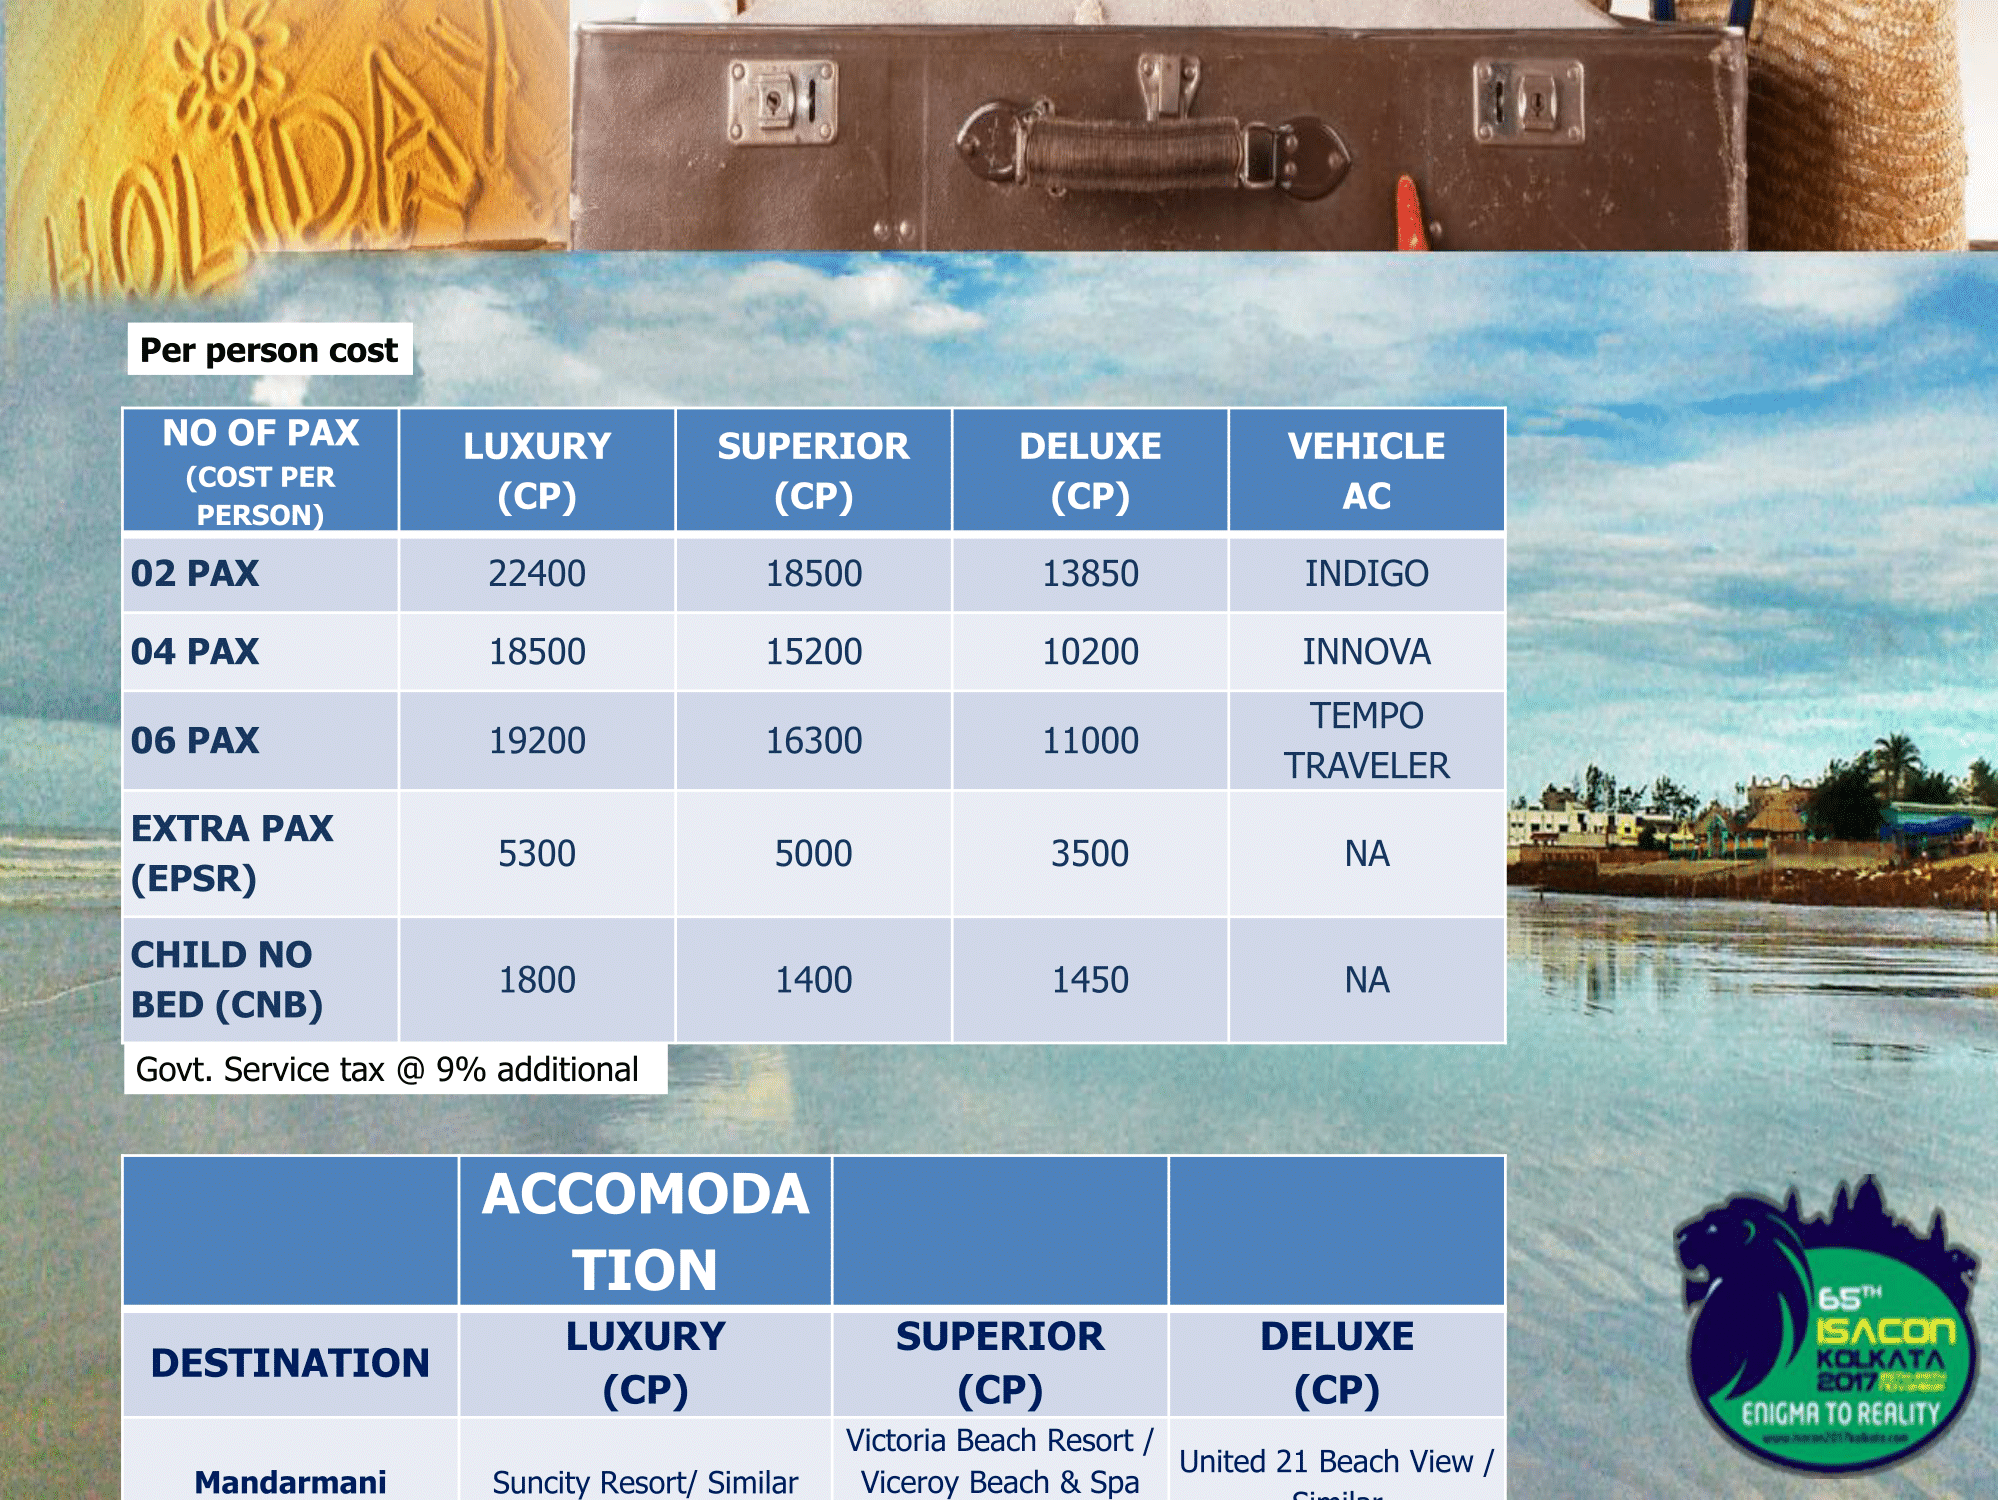 HOLIDAY
Per person cost
NO OF PAX
(COST PER
PERSON)
LUXURY
(CP)
SUPERIOR
(CP)
DELUXE
(CP)
VEHICLE
AC
02 PAX 22400 18500 13850 INDIGO
04 PAX 18500 15200 10200 INNOVA
06 PAX 19200 16300 11000 TEMPO
TRAVELER
EXTRA PAX
(EPSR)
5300 5000 3500 NA
CHILD NO
BED (CNB)
1800 1400 1450 NA
Govt. Service tax @ 9% additional
ACCOMODA
TION
DESTINATION
LUXURY
(CP)
SUPERIOR
(CP)
DELUXE
(CP)
Mandarmani
Suncity Resort/ Similar
Victoria Beach Resort /
Viceroy Beach & Spa
United 21 Beach View /
Similar
65TH
ISACON
KOLKATA
2017
ENIGMA TO REALITY